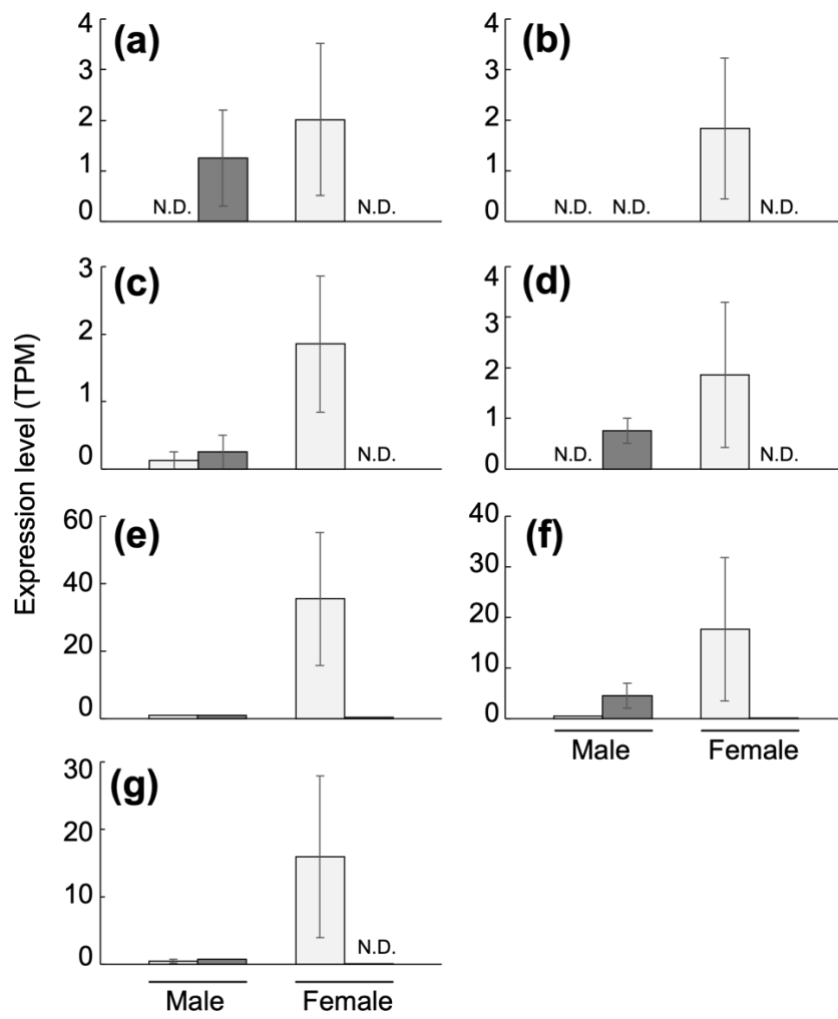 Expression level (TPM)
(a)
4
3
2
1
0
N.D.
N.D.
(b)
4
3
2
1
0
N.D.
N.D.
N.D.
(c)
3
2
1
0
N.D.
(d)
4
3
2
1
0
N.D.
N.D.
(e)
60
40
20
0
(f)
40
30
20
10
0
Male
Female
(g)
30
20
10
0
N.D.
Male
Female